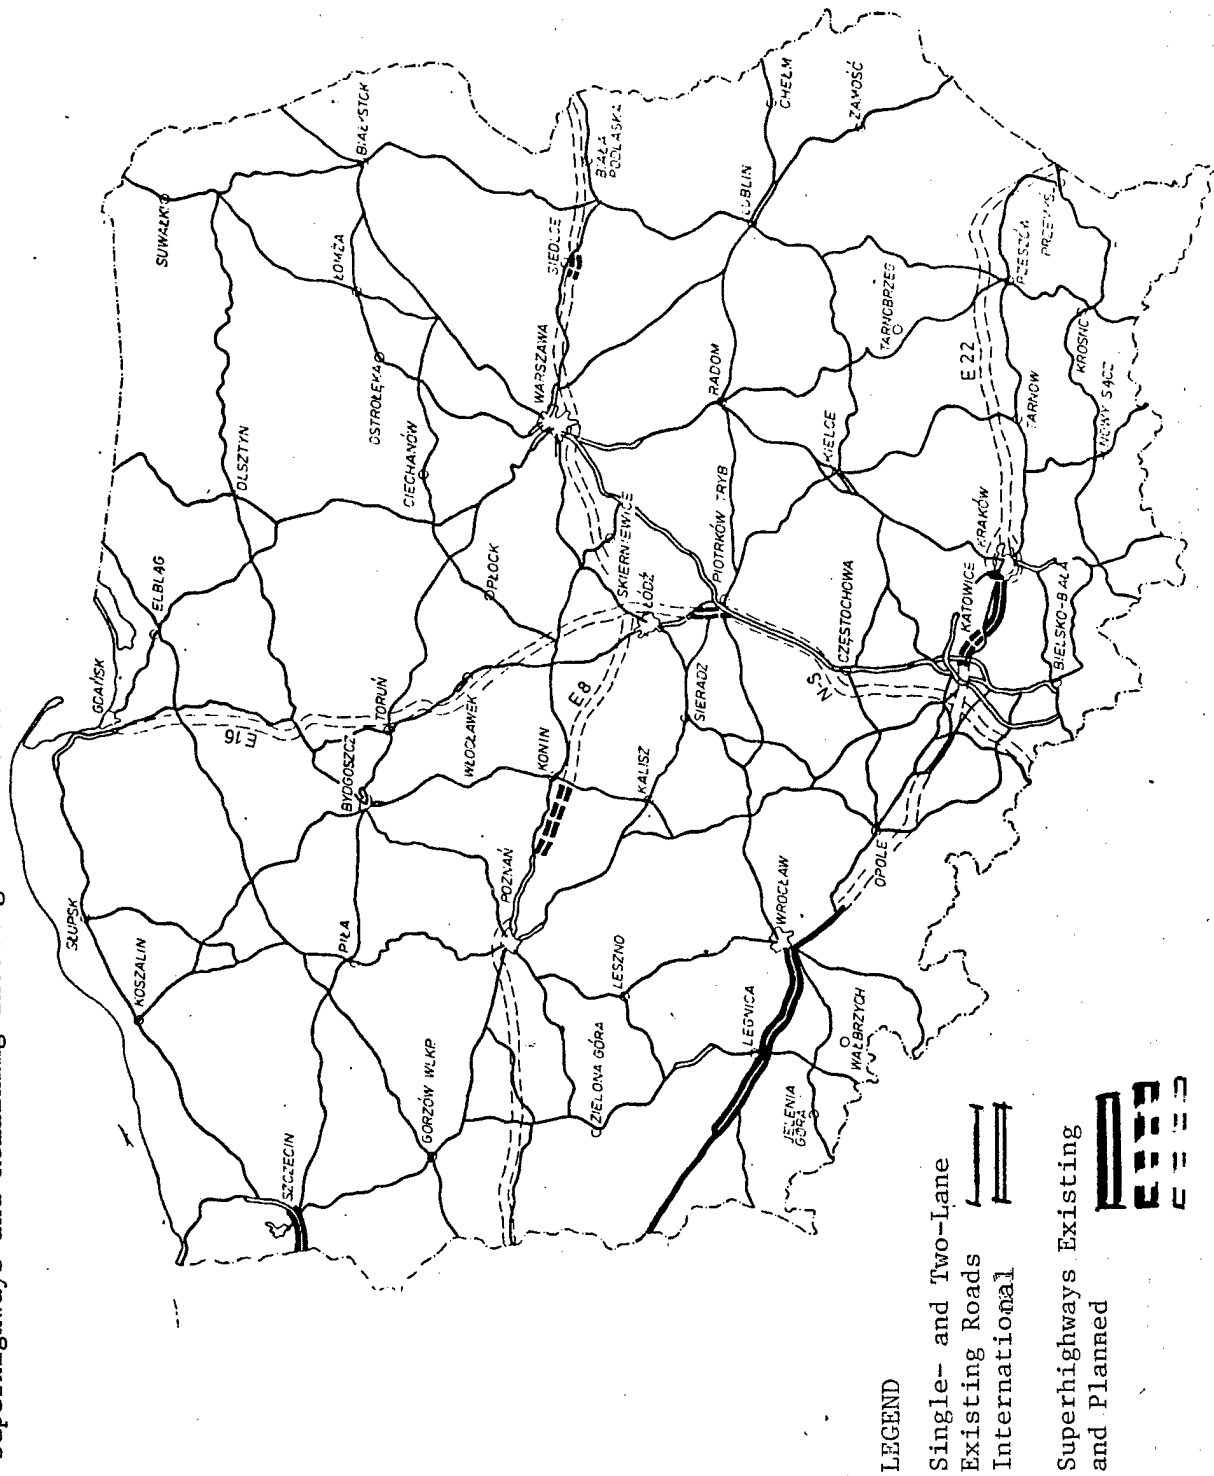 SUWAŁKI
BIAŁYSTOK
ŁOMŻA
OSTROŁĘKA
OLSZTYN
CIECHANÓW
ELBLĄG
GDAŃSK
PŁOCK
TORUŃ
E 16
BYDGOSZCZ
WŁOCŁAWEK
SŁUPSK
KOSZALIN
PIŁA
SZCZECIN
GORZÓW WLKP.
POZNAŃ
KONIN
E 8
SKIERNIEWICE
ŁÓDŹ
WARSZAWA
SIEDLCE
BIAŁA
PODLASKA
CHEŁM
ZAMOŚĆ
LUBLIN
RADOM
PIOTRKÓW TRYB
SIERADZ
KALISZ
LESZNO
ZIELONA GÓRA
LEGNICA
WROCŁAW
JELENIA
GÓRA
WAŁBRZYCH
OPOLE
CZĘSTOCHOWA
N-S
KIELCE
TARNOBRZEG
E 22
RZESZÓW
PRZEMYŚL
KROSNO
NOWY SĄCZ
TARNÓW
KRAKÓW
KATOWICE
BIELSKO-BIAŁA
LEGEND
Single- and Two-Lane
Existing Roads
International
Superhighways Existing
and Planned